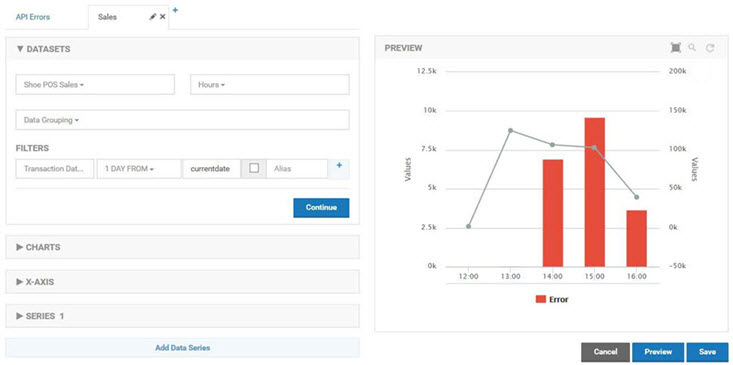 API Errors
Sales
+
DATASETS
Shoe POS Sales
Hours
Data Grouping
FILTERS
Transaction Dat...
1 DAY FROM
currentdate
Alias
+
Continue
CHARTS
X-AXIS
SERIES 1
Add Data Series
PREVIEW
12.5k
10k
7.5k
5k
2.5k
0k
Values
200k
150k
100k
50k
0k
-50k
Values
12:00 13:00 14:00 15:00 16:00
Error
Cancel
Preview
Save